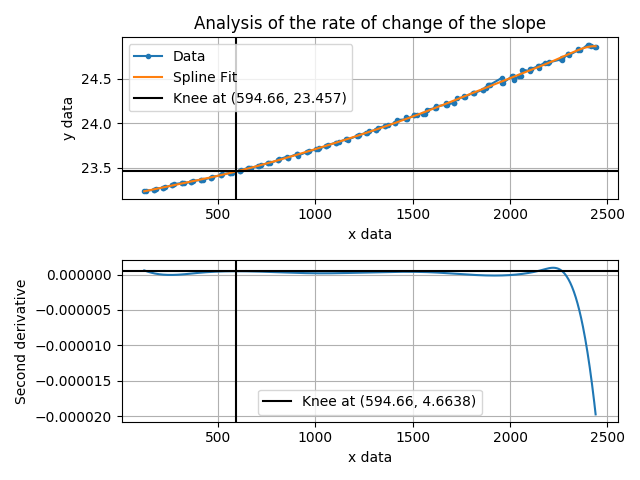 Analysis of the rate of change of the slope
Data
Spline Fit
Knee at (594.66, 23.457)
24.5
24.0
23.5
y data
500
1000
1500
2000
2500
x data
0.000000
−0.000005
−0.000010
−0.000015
−0.000020
Second derivative
Knee at (594.66, 4.6638)
500
1000
1500
2000
2500
x data